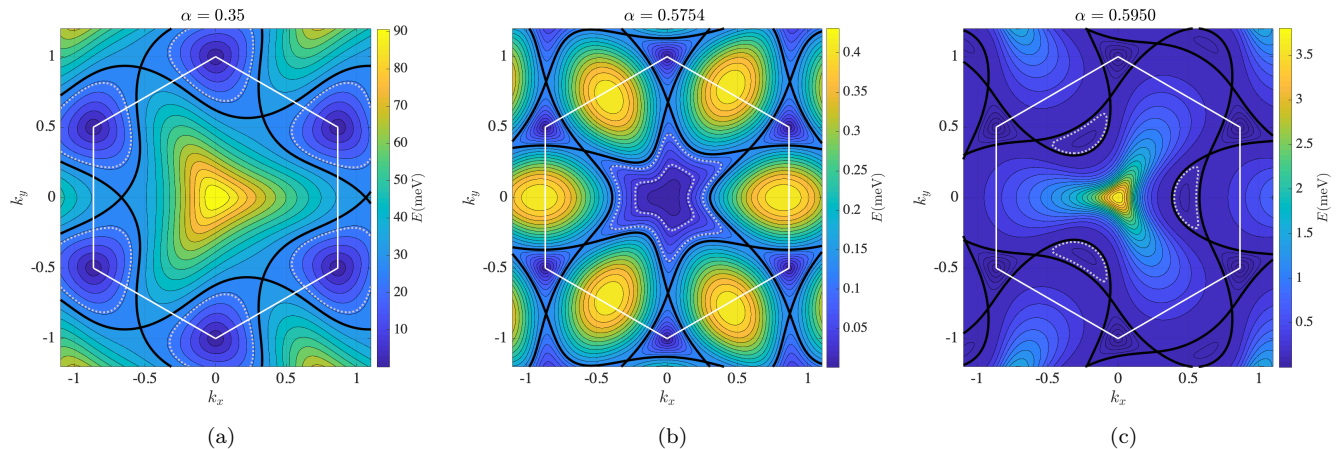 α = 0.35
1
0.5
0
-0.5
-1
-1 -0.5 0 0.5 1
k_x
k_y
90
80
70
60
50
40
30
20
10
E(meV)
(a)
α = 0.5754
1
0.5
0
-0.5
-1
-1 -0.5 0 0.5 1
k_x
k_y
0.4
0.35
0.3
0.25
0.2
0.15
0.1
0.05
E(meV)
(b)
α = 0.5950
1
0.5
0
-0.5
-1
-1 -0.5 0 0.5 1
k_x
k_y
3.5
3
2.5
2
1.5
1
0.5
E(meV)
(c)